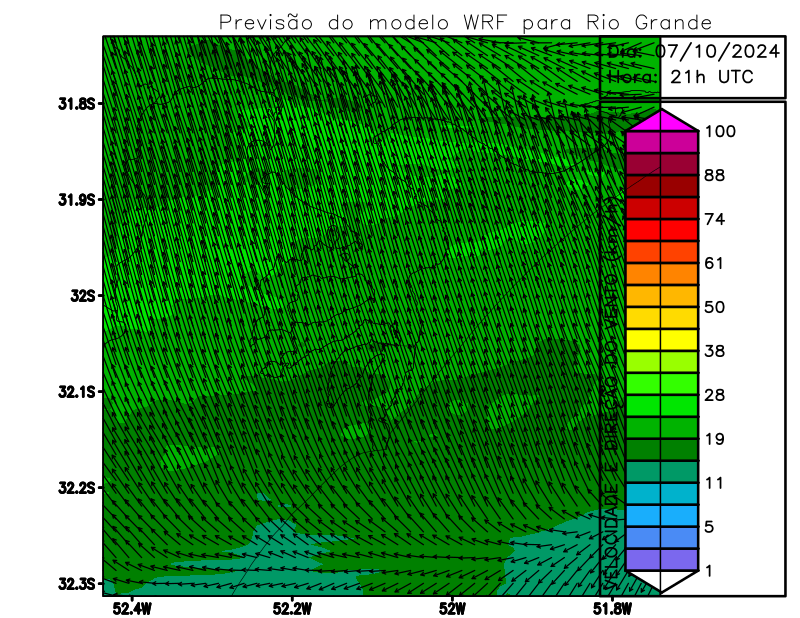 Previsão do modelo WRF para Rio Grande
Dia: 07/10/2024
Hora: 21h UTC
31.8S
31.9S
32S
32.1S
32.2S
32.3S
52.4W
52.2W
52W
51.8W
VELOCIDADE E DIREÇÃO DO VENTO (km/h)
100
88
74
61
50
38
28
19
11
5
1